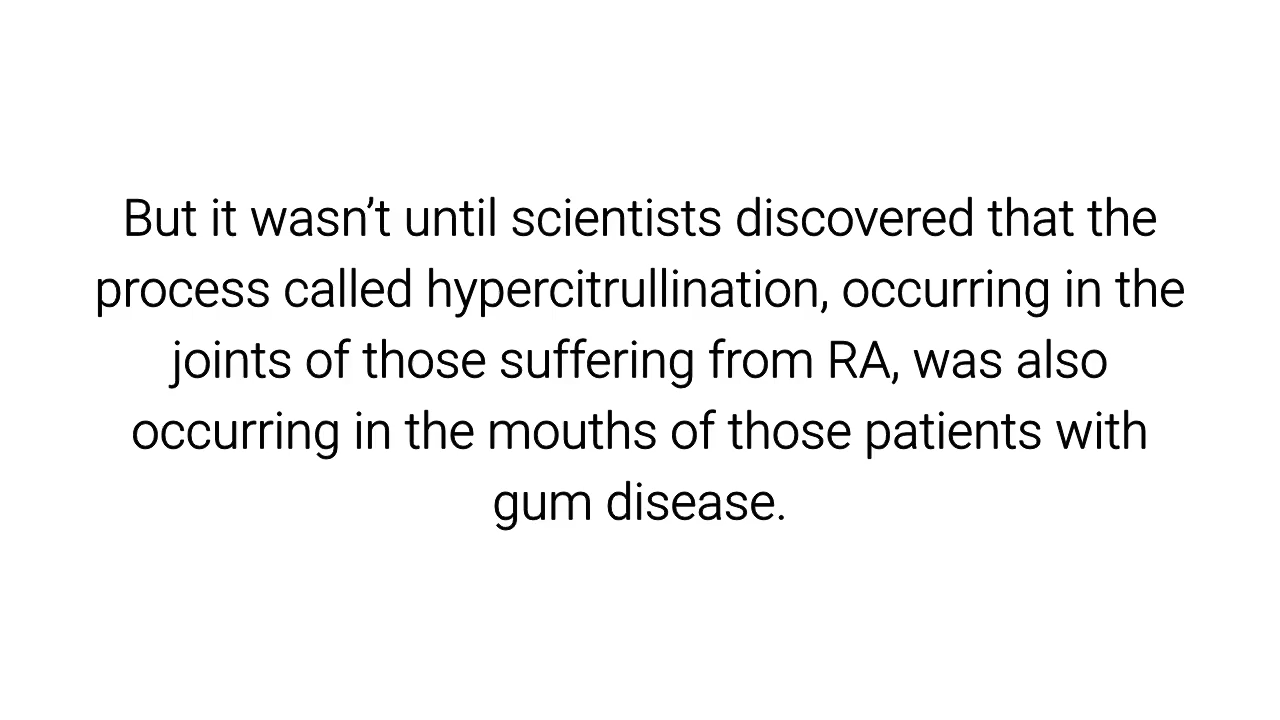 But it wasn’t until scientists discovered that the
process called hypercitrullination, occurring in the
joints of those suffering from RA, was also
occurring in the mouths of those patients with
gum disease.